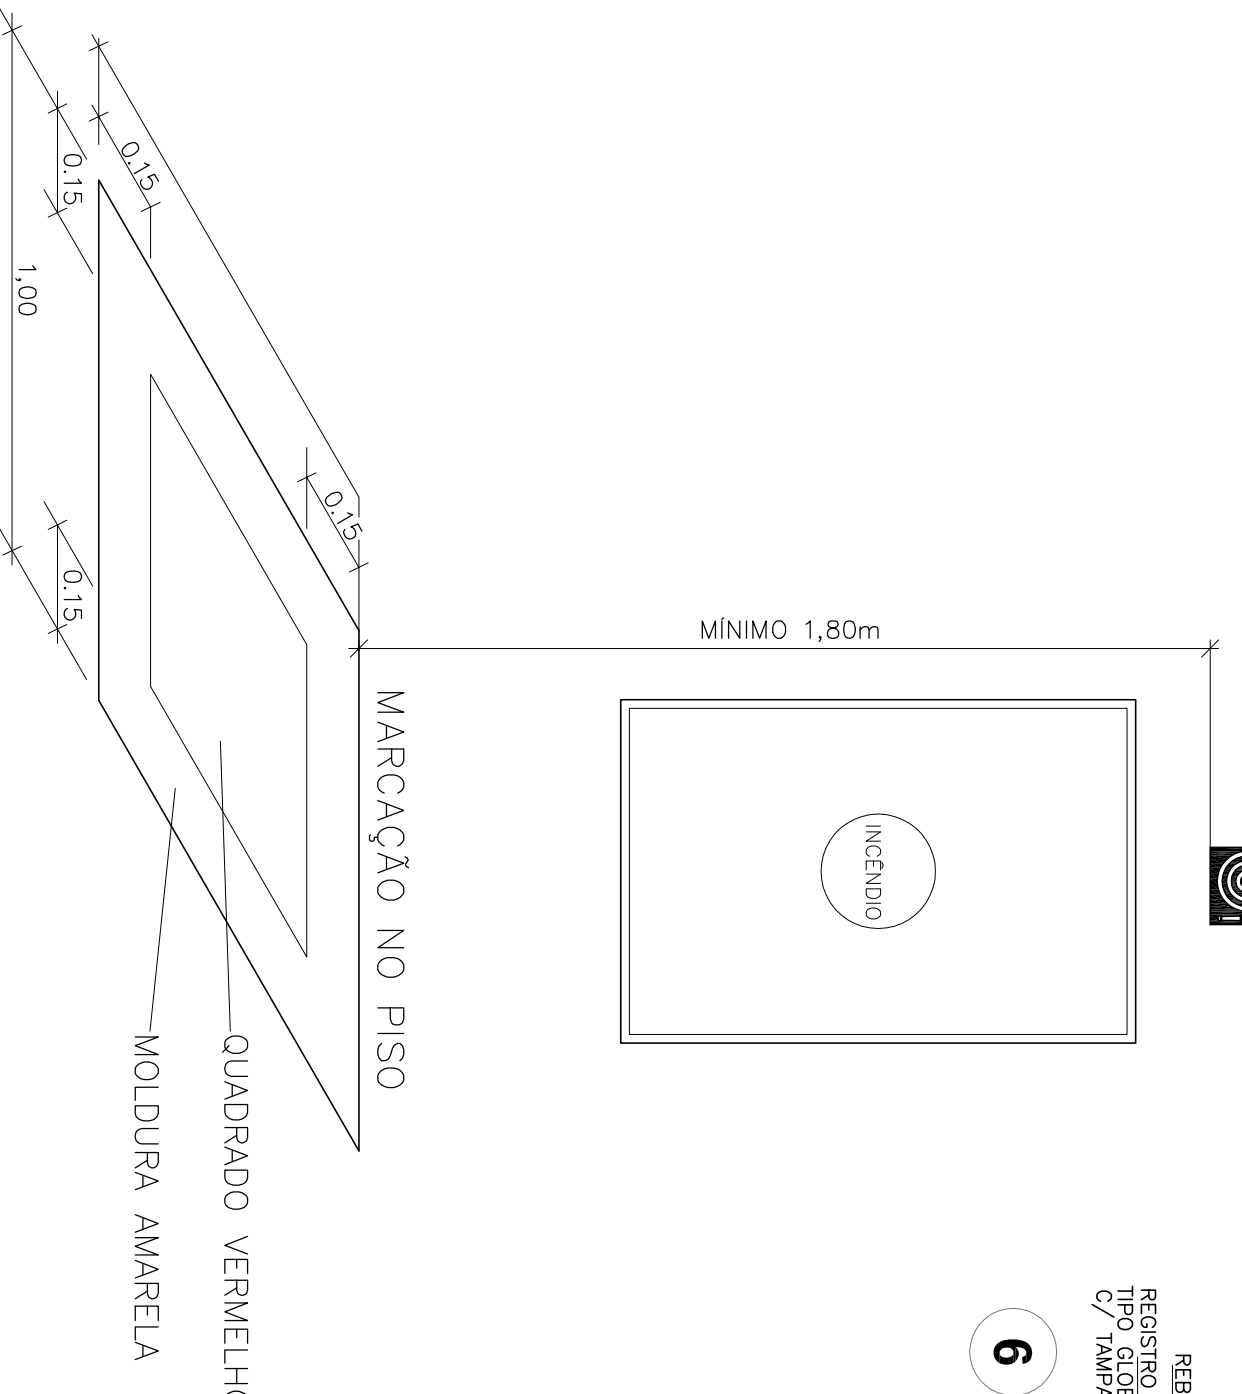 MÍNIMO 1,80m
INCÊNDIO
MARCAÇÃO NO PISO
0.15
0.15
0.15
0.15
1,00
QUADRADO VERMELHO
MOLDURA AMARELA
REGISTRO
TIPO
C/ TAMPA
6